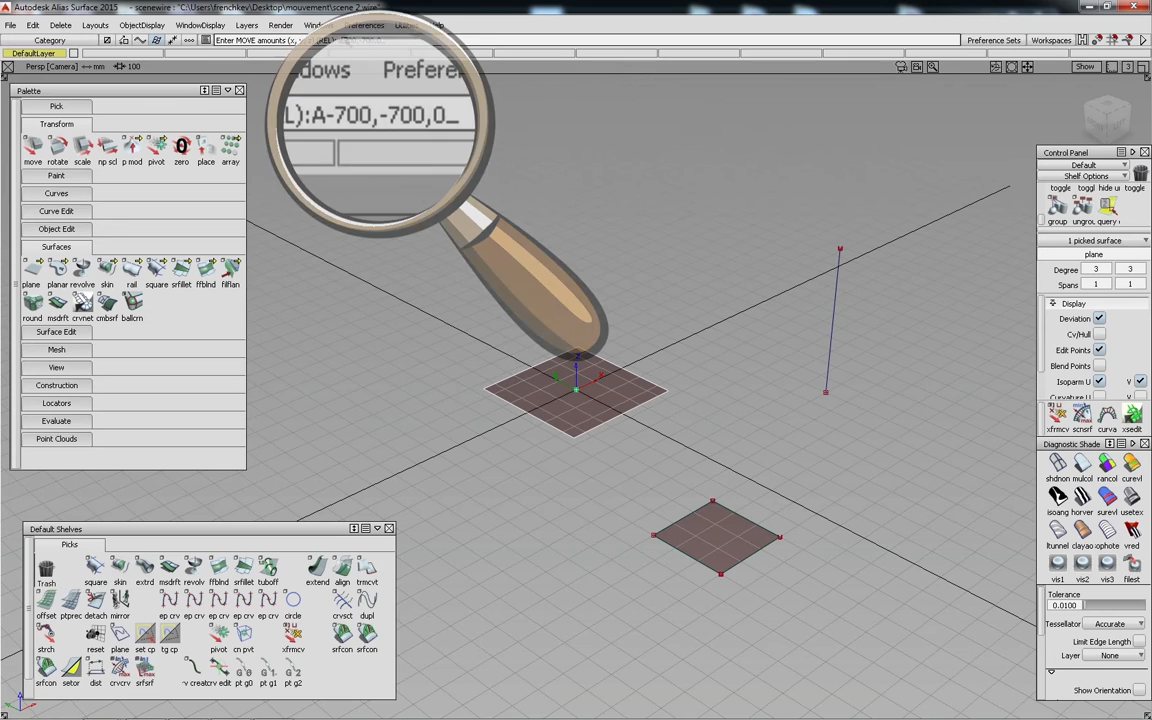 Autodesk Alias Surface 2015 - scenewire: "C:\Users\frenchkev\Desktop\mouvement\scene 2.wire"
File Edit Delete Layouts ObjectDisplay WindowDisplay Layers Render Windows Preferences
Category
Enter MOVE amounts (x,
Preference Sets Workspaces
DefaultLayer
Persp [Camera] mm 100
Show
dows Prefere
L):A-700,-700,0_
Palette
Pick
Transform
move rotate scale np scl p mod pivot zero place array
Paint
Curves
Curve Edit
Object Edit
Surfaces
plane planar revolve skin rail square srfillet ffblnd filflan
round msdrft crvnet cmbsrf ballcrn
Surface Edit
Mesh
View
Construction
Locators
Evaluate
Point Clouds
Default Shelves
Picks
Trash square skin extrd msdrft revolv ffblnd srfillet tuboff extend align trmcvt
offset ptprec detach mirror ep crv ep crv ep crv ep crv ep crv circle crvsct dupl
strch reset plane set cp tg cp pivot cn pvt xfrmcv srfcon srfcon
srfcon setor dist crvcrv srfsrf v creat crv edit pt g0 pt g1 pt g2
Control Panel
Default
Shelf Options
toggle toggl hide u toggle
group ungro query
1 picked surface
plane
Degree 3 3
Spans 1 1
Display
Deviation
Cv/Hull
Edit Points
Blend Points
Isoparm U V
Curvature U
xfrmcv scnsrf curva xsedit
Diagnostic Shade
shdnon mulcol rancol curevl
isoang horver surevl usetex
ltunnel clayao ophote vred
vis1 vis2 vis3 filest
Tolerance
0.0100
Tessellator Accurate
Limit Edge Length
Layer None
Show Orientation
Z